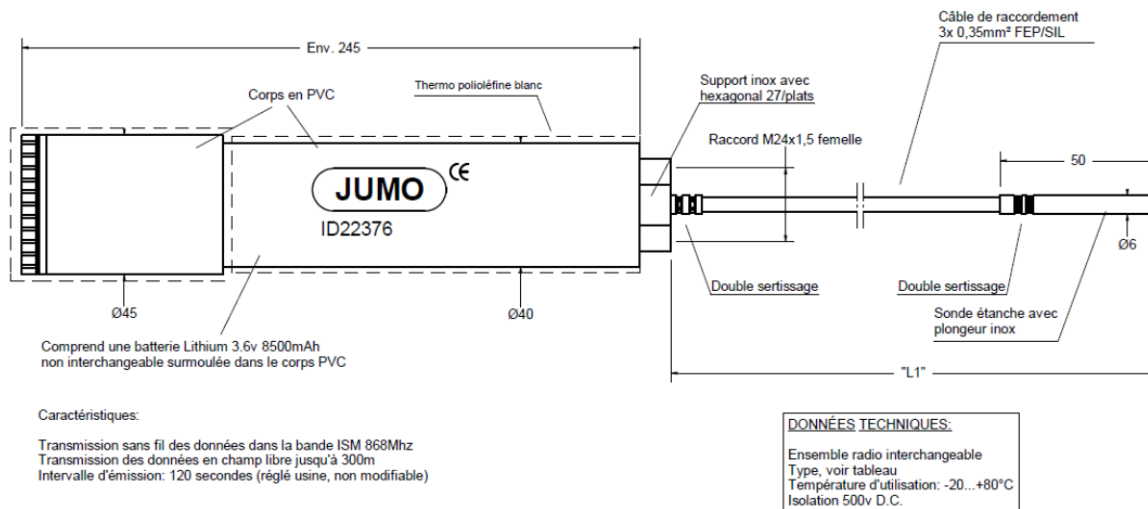 Env. 245
Corps en PVC
Thermo polioléfine blanc
Câble de raccordement
3x 0,35mm² FEP/SIL
Support inox avec
hexagonal 27/plats
Raccord M24x1,5 femelle
50
JUMO CE
ID22376
Ø6
Ø45
Ø40
Double sertissage
Double sertissage
Sonde étanche avec
plongeur inox
Comprend une batterie Lithium 3.6v 8500mAh
non interchangeable surmoulée dans le corps PVC
"L1"
Caractéristiques:
Transmission sans fil des données dans la bande ISM 868Mhz
Transmission des données en champ libre jusqu'à 300m
Intervalle d'émission: 120 secondes (réglé usine, non modifiable)
DONNÉES TECHNIQUES:
Ensemble radio interchangeable
Type, voir tableau
Température d'utilisation: -20...+80°C
Isolation 500v D.C.